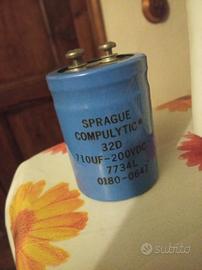 SPRAGUE
COMPULYTIC®
32D
710UF-200VDC
7734L
0180-0647
subito